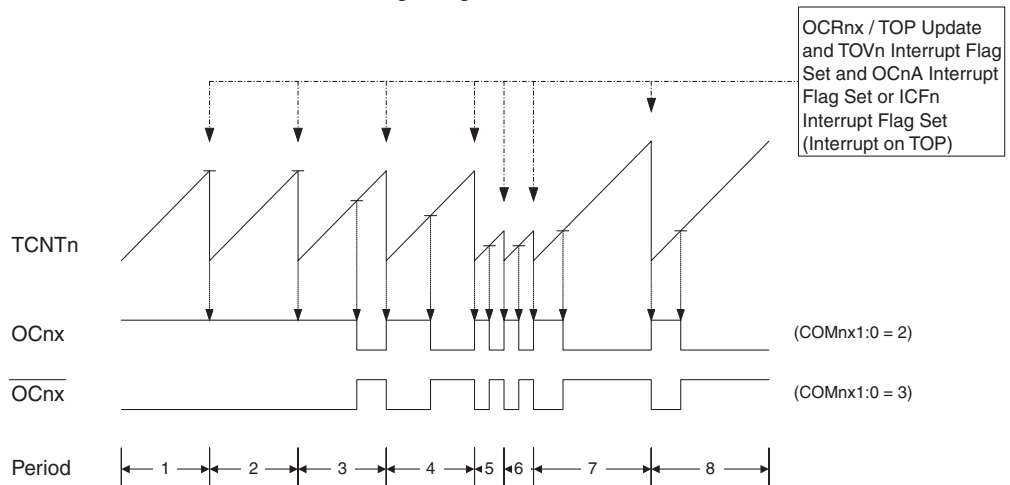 OCRnx / TOP Update
and TOVn Interrupt Flag
Set and OCnA Interrupt
Flag Set or ICFn
Interrupt Flag Set
(Interrupt on TOP)
TCNTn
OCnx (COMnx1:0 = 2)
OCnx (COMnx1:0 = 3)
Period 1 2 3 4 5 6 7 8